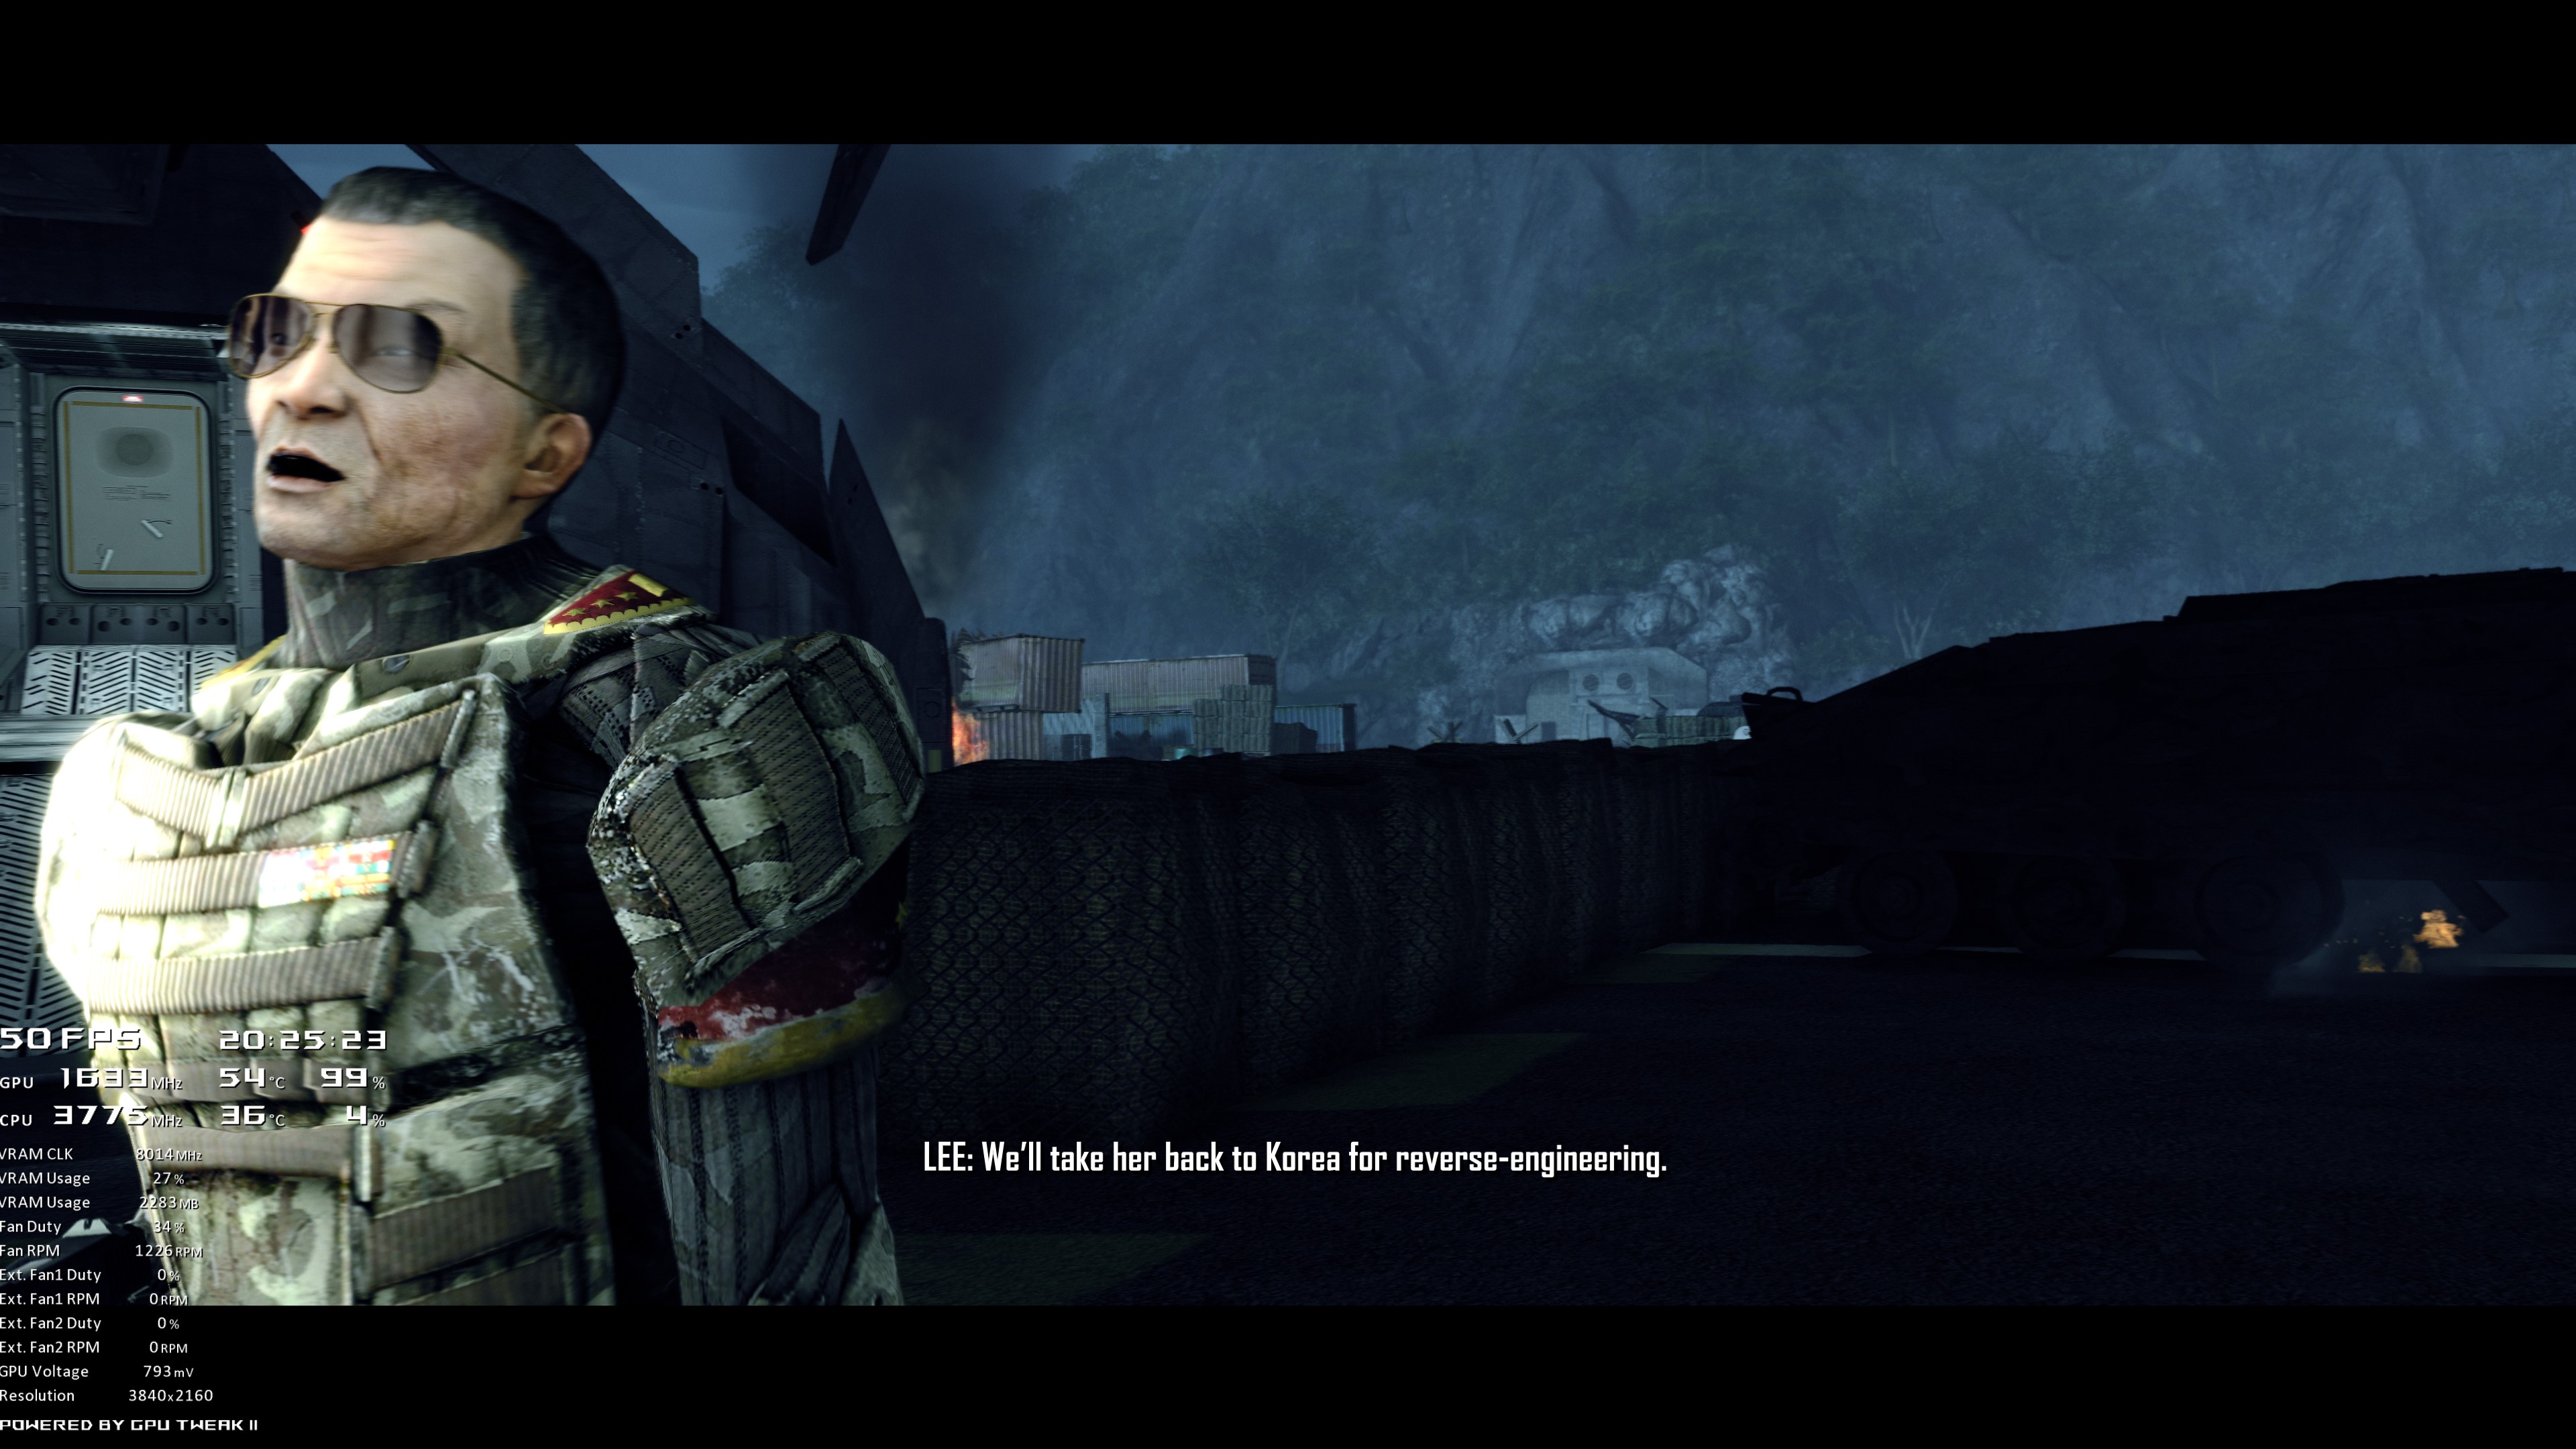 50 FPS 20:25:23
GPU 1633 MHz 54 °C 99 %
CPU 3775 MHz 36 °C 4 %
VRAM CLK 8014 MHz
VRAM Usage 27 %
VRAM Usage 2283 MB
Fan Duty 34 %
Fan RPM 1226 RPM
Ext. Fan1 Duty 0 %
Ext. Fan1 RPM 0 RPM
Ext. Fan2 Duty 0 %
Ext. Fan2 RPM 0 RPM
GPU Voltage 793 mV
Resolution 3840x2160
POWERED BY GPU TWEAK II
LEE: We'll take her back to Korea for reverse-engineering.